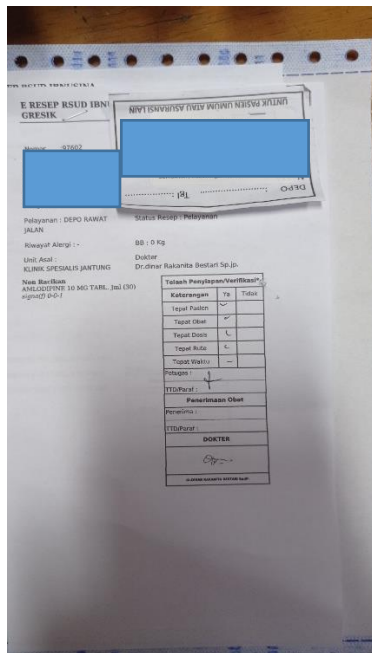 E RESEP RSUD IBNU
GRESIK
UNTUK PASIEN UMUM ATAU ASURANSI LAIN
DEPO : Tgl
Nomor :97602
Pelayanan : DEPO RAWAT
JALAN
Status Resep : Pelayanan
Riwayat Alergi : -
BB : 0 Kg
Unit Asal :
KLINIK SPESIALIS JANTUNG
Dokter
Dr.dinar Rakanita Bestari Sp.jp.
Non Racikan
AMLODIPINE 10 MG TABL. Jml (30)
signa(f) 0-0-1
Telaah Penyiapan/Verifikasi*
Keterangan Ya Tidak
Tepat Pasien
Tepat Obat
Tepat Dosis
Tepat Rute
Tepat Waktu
Petugas :
TTD/Paraf :
Penerimaan Obat
Penerima :
TTD/Paraf :
DOKTER